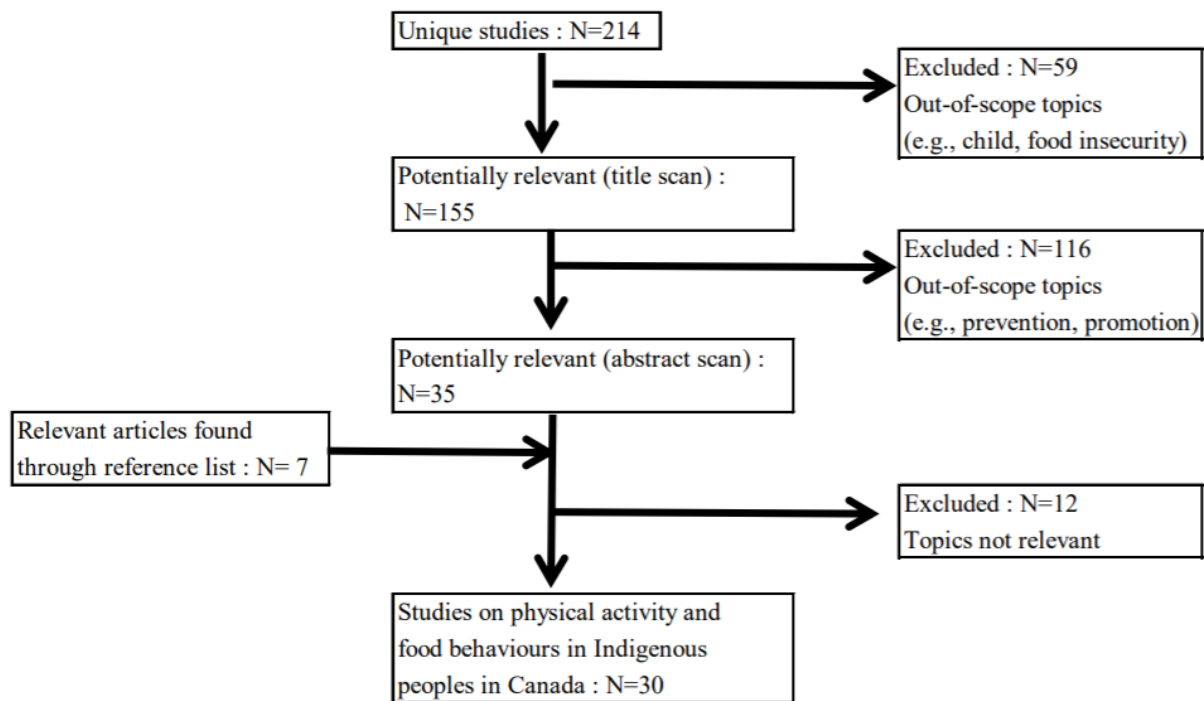 Unique studies : N=214
Excluded : N=59
Out-of-scope topics
(e.g., child, food insecurity)
Potentially relevant (title scan) :
N=155
Excluded : N=116
Out-of-scope topics
(e.g., prevention, promotion)
Potentially relevant (abstract scan) :
N=35
Relevant articles found
through reference list : N= 7
Excluded : N=12
Topics not relevant
Studies on physical activity and
food behaviours in Indigenous
peoples in Canada : N=30